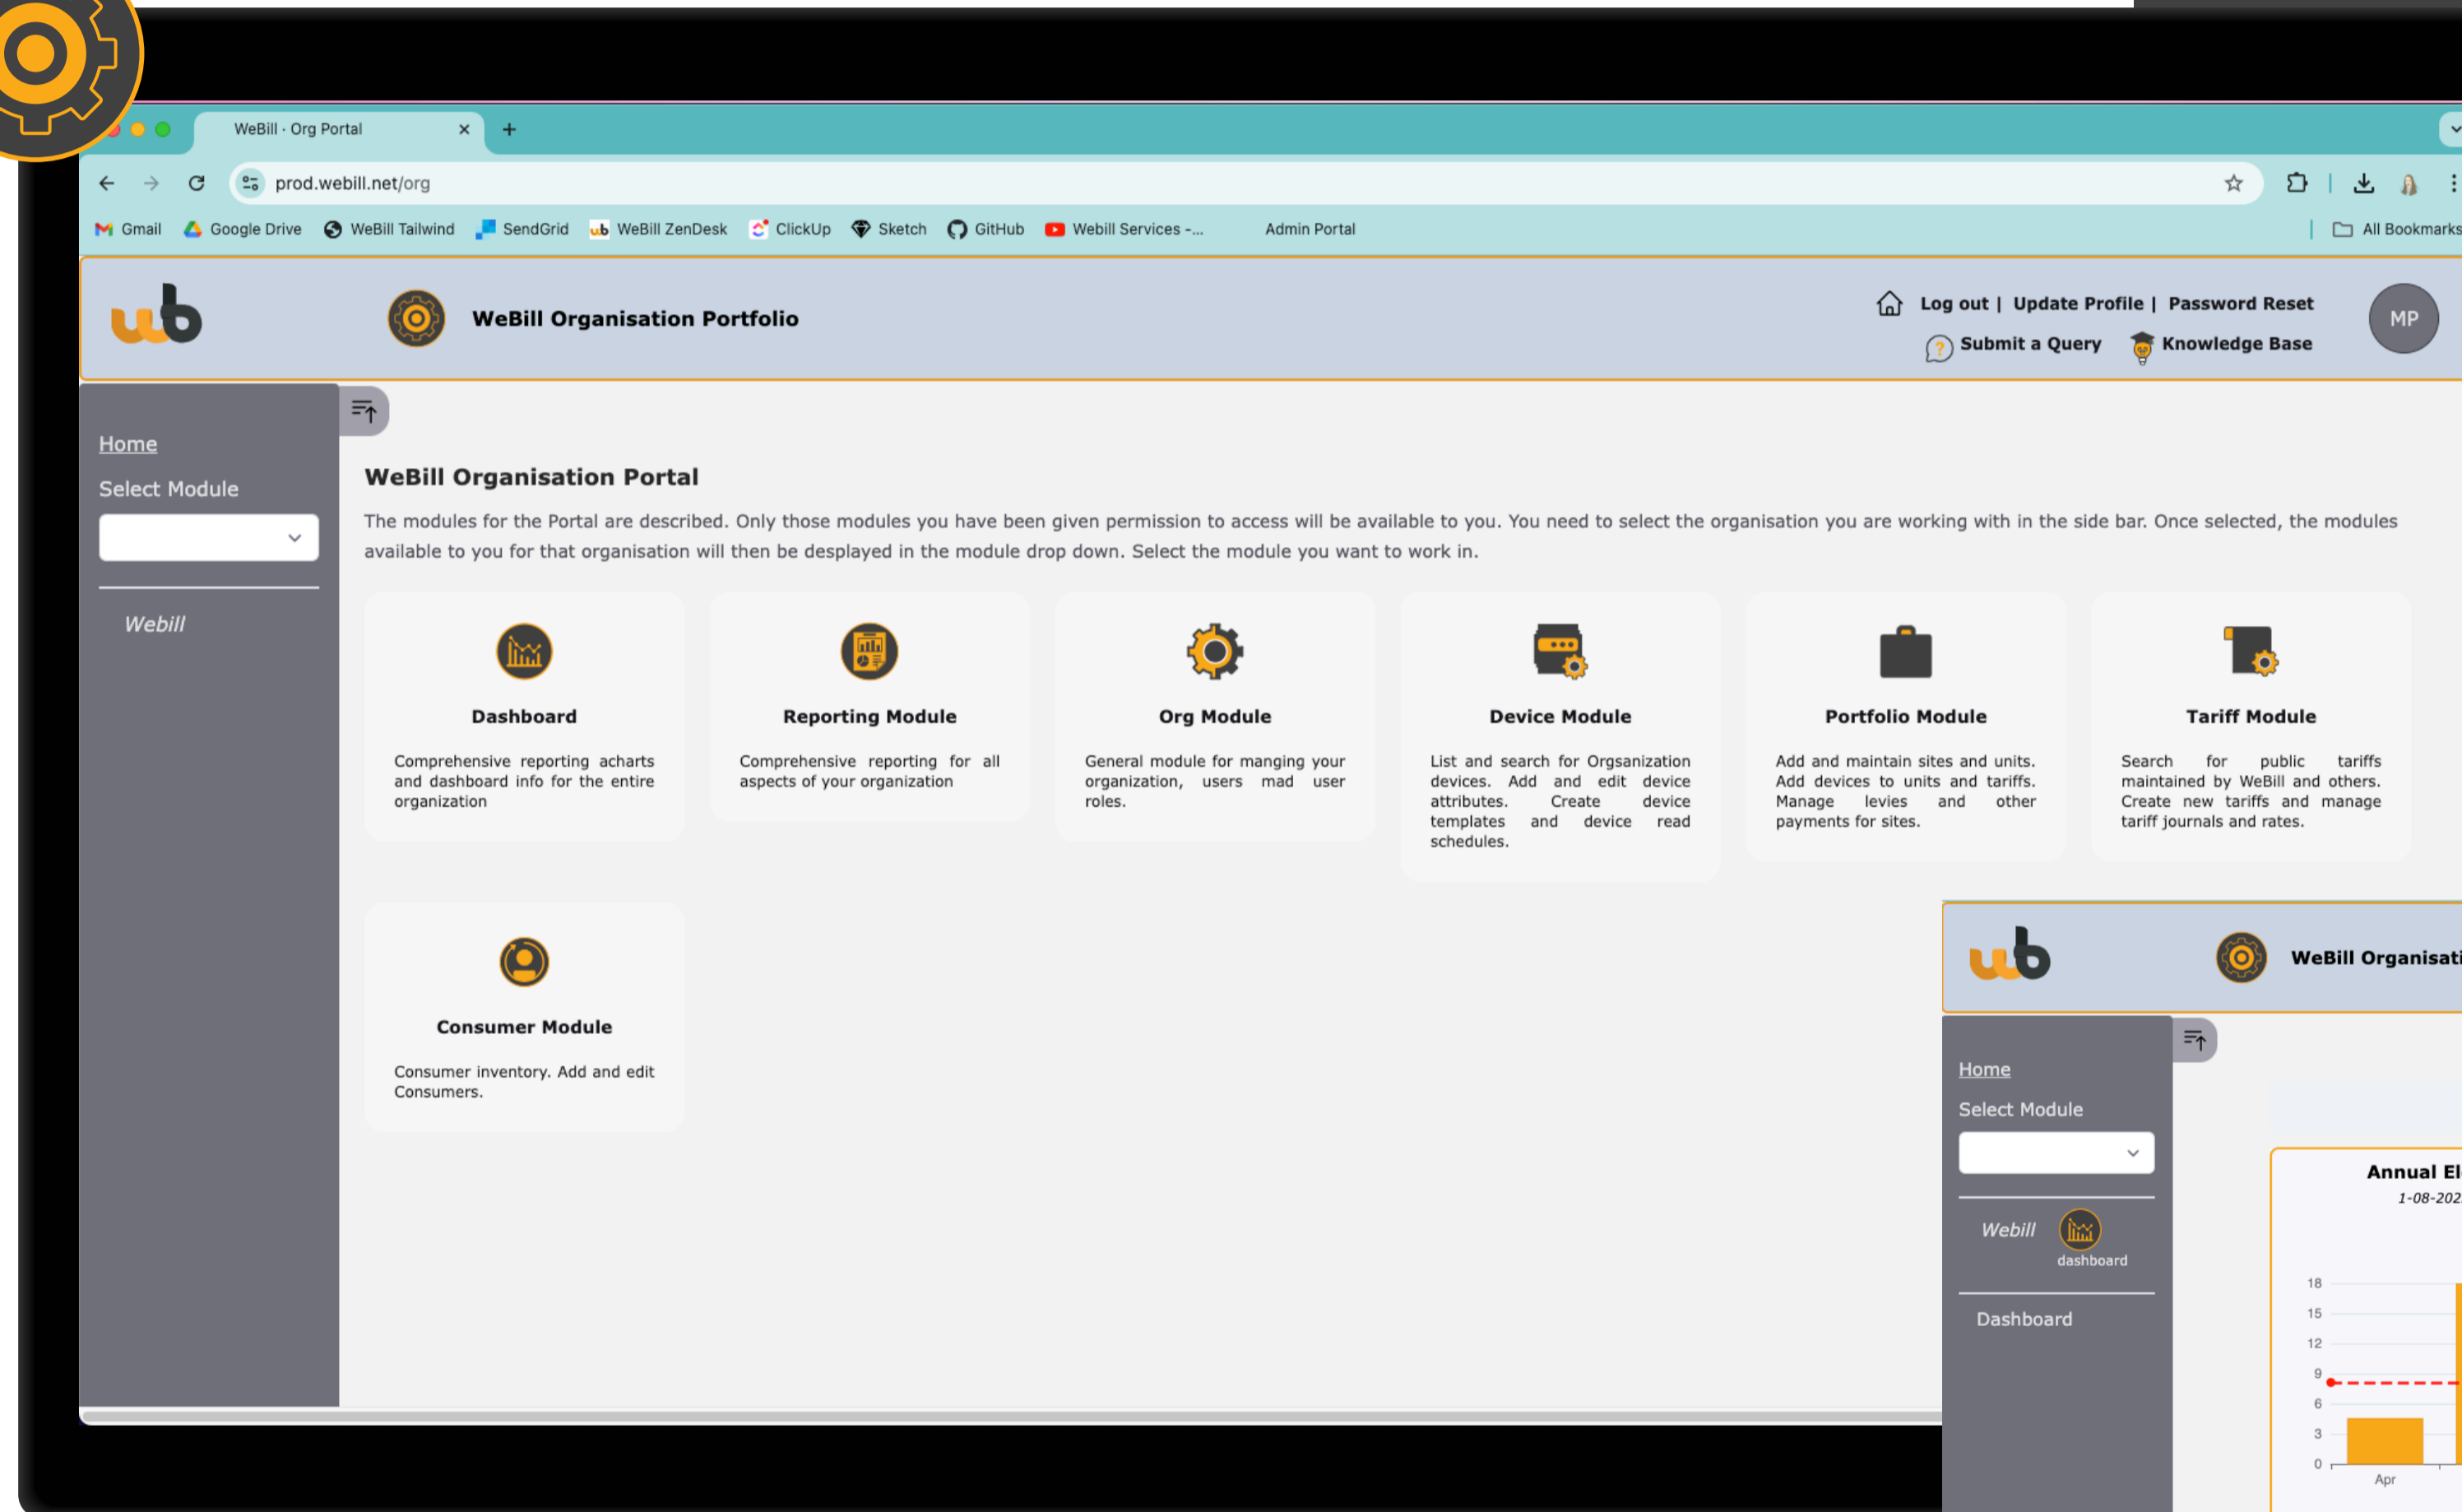 WeBill · Org Portal
prod.webill.net/org
Gmail Google Drive WeBill Tailwind SendGrid WeBill ZenDesk ClickUp Sketch GitHub Webill Services -... Admin Portal All Bookmarks
wb WeBill Organisation Portfolio
Log out | Update Profile | Password Reset
Submit a Query Knowledge Base
MP
Home
Select Module
Webill
WeBill Organisation Portal
The modules for the Portal are described. Only those modules you have been given permission to access will be available to you. You need to select the organisation you are working with in the side bar. Once selected, the modules
available to you for that organisation will then be desplayed in the module drop down. Select the module you want to work in.
Dashboard
Comprehensive reporting acharts
and dashboard info for the entire
organization
Reporting Module
Comprehensive reporting for all
aspects of your organization
Org Module
General module for manging your
organization, users mad user
roles.
Device Module
List and search for Orgsanization
devices. Add and edit device
attributes. Create device
templates and device read
schedules.
Portfolio Module
Add and maintain sites and units.
Add devices to units and tariffs.
Manage levies and other
payments for sites.
Tariff Module
Search for public tariffs
maintained by WeBill and others.
Create new tariffs and manage
tariff journals and rates.
Consumer Module
Consumer inventory. Add and edit
Consumers.
wb WeBill Organisati
Home
Select Module
Webill
dashboard
Dashboard
Annual El
1-08-202
18
15
12
9
6
3
0
Apr